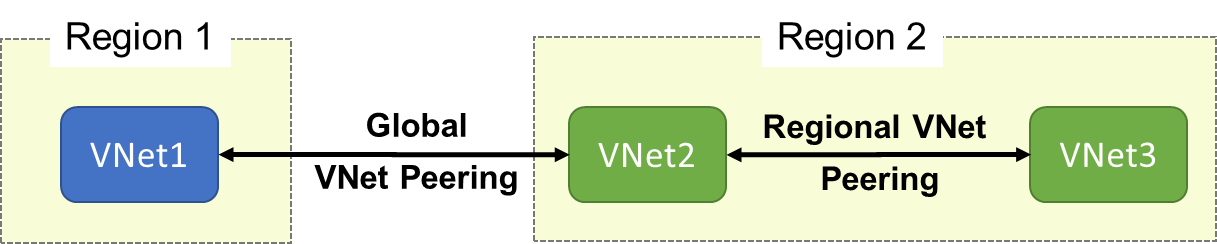 Region 1
Region 2
VNet1
Global
VNet Peering
VNet2
Regional VNet
Peering
VNet3